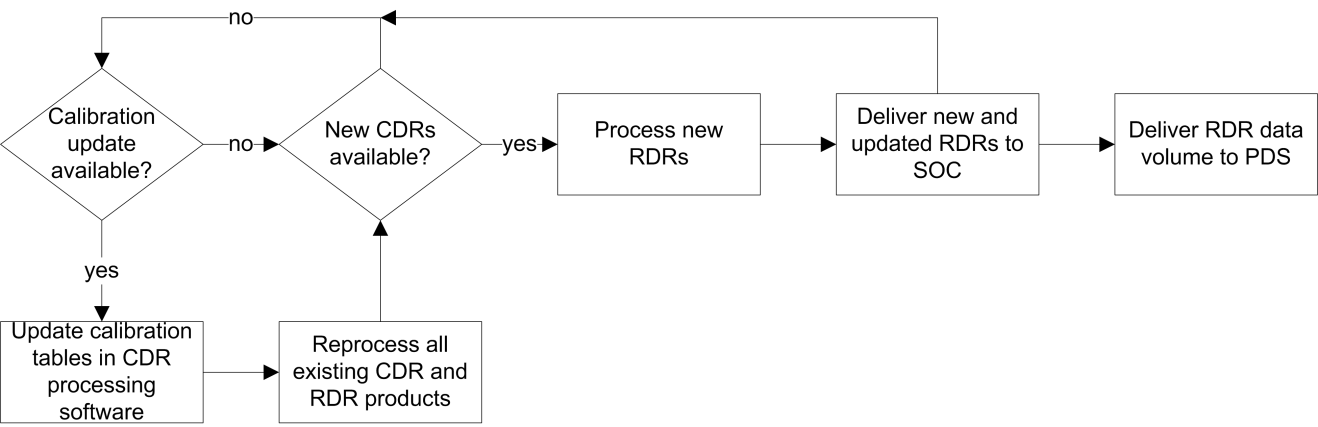 no
Calibration
update
available?
no
New CDRs
available?
yes
Process new
RDRs
Deliver new and
updated RDRs to
SOC
Deliver RDR data
volume to PDS
yes
Update calibration
tables in CDR
processing
software
Reprocess all
existing CDR and
RDR products